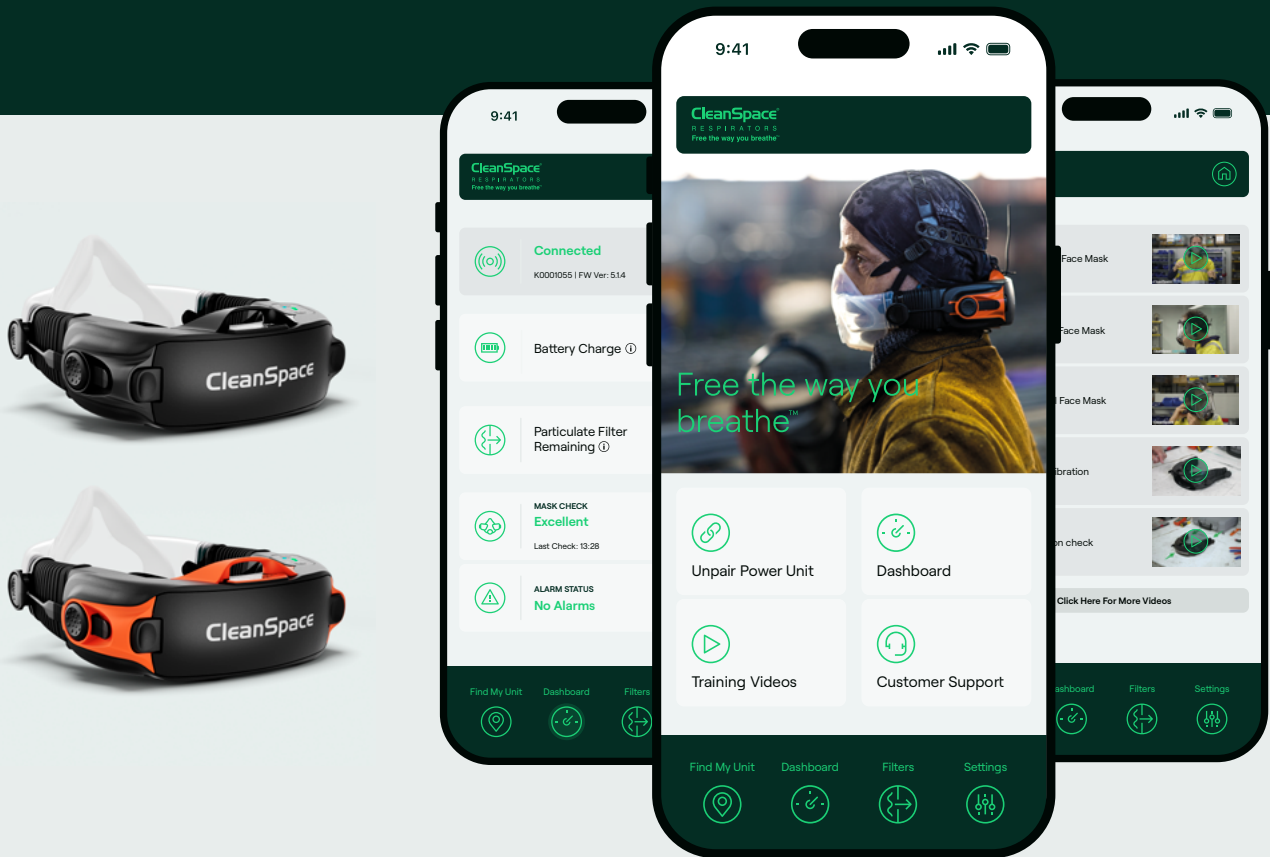 CleanSpace
CleanSpace
9:41
CleanSpace
RESPIRATORS
Free the way you breathe™
Connected
K0001055 | FW Ver: 5.1.4
Battery Charge
Particulate Filter
Remaining
MASK CHECK
Excellent
Last Check: 13:28
ALARM STATUS
No Alarms
Find My Unit
Dashboard
Filters
9:41
CleanSpace®
RESPIRATORS
Free the way you breathe™
Free the way you
breathe™
Unpair Power Unit
Dashboard
Training Videos
Customer Support
Find My Unit
Dashboard
Filters
Settings
Face Mask
Face Mask
Face Mask
ibration
on check
Click Here For More Videos
ashboard
Filters
Settings